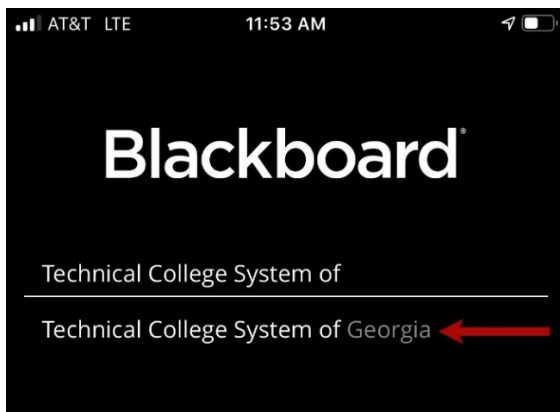 AT&T LTE 11:53 AM
Blackboard®
Technical College System of
Technical College System of Georgia